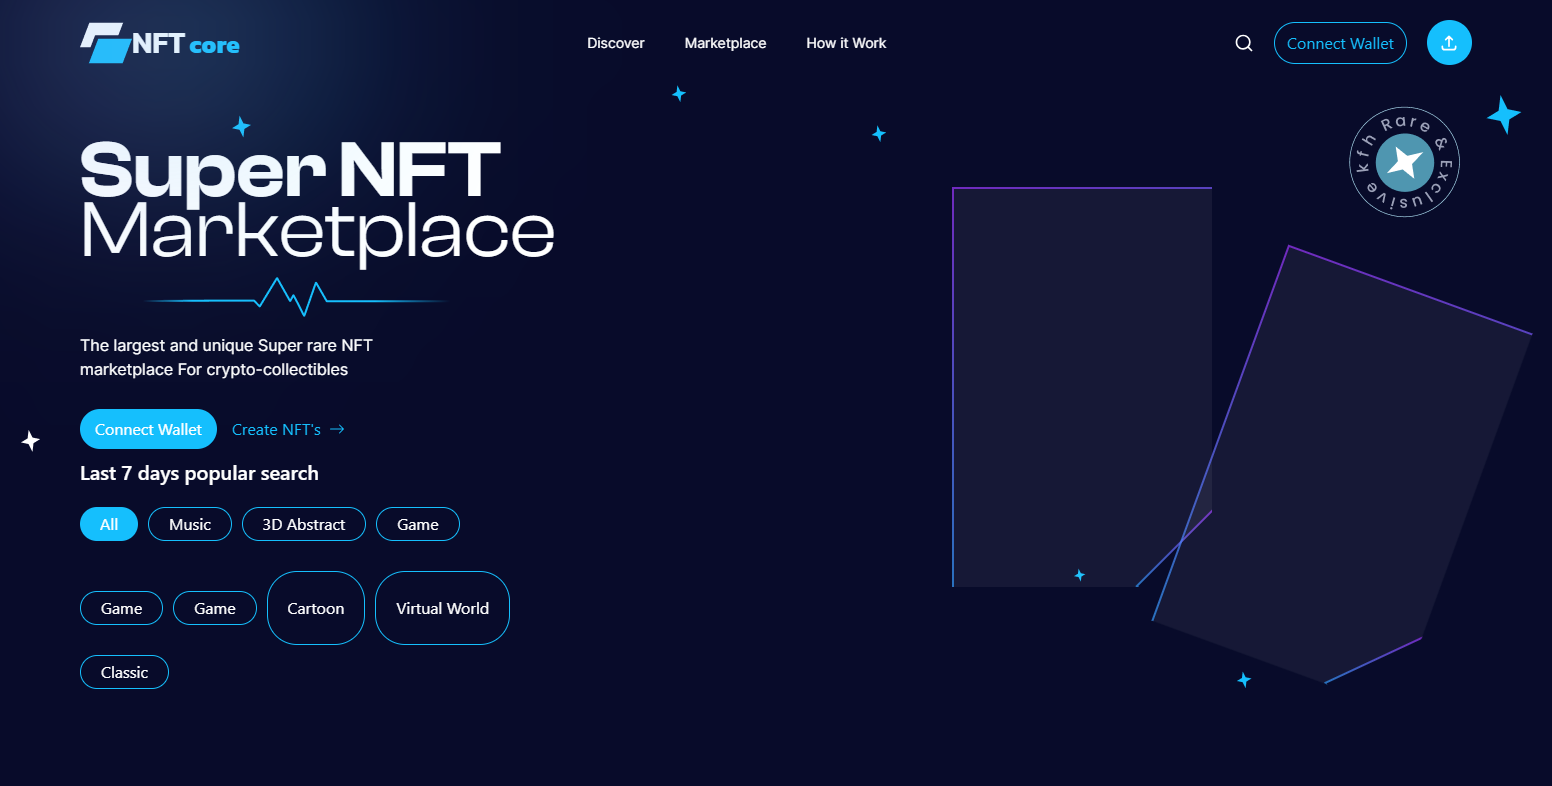 NFT core
Discover Marketplace How it Work
Connect Wallet
kfh Rare & Exclusive
Super NFT
Marketplace
The largest and unique Super rare NFT
marketplace For crypto-collectibles
Connect Wallet Create NFT's
Last 7 days popular search
All Music 3D Abstract Game
Game Game Cartoon Virtual World
Classic